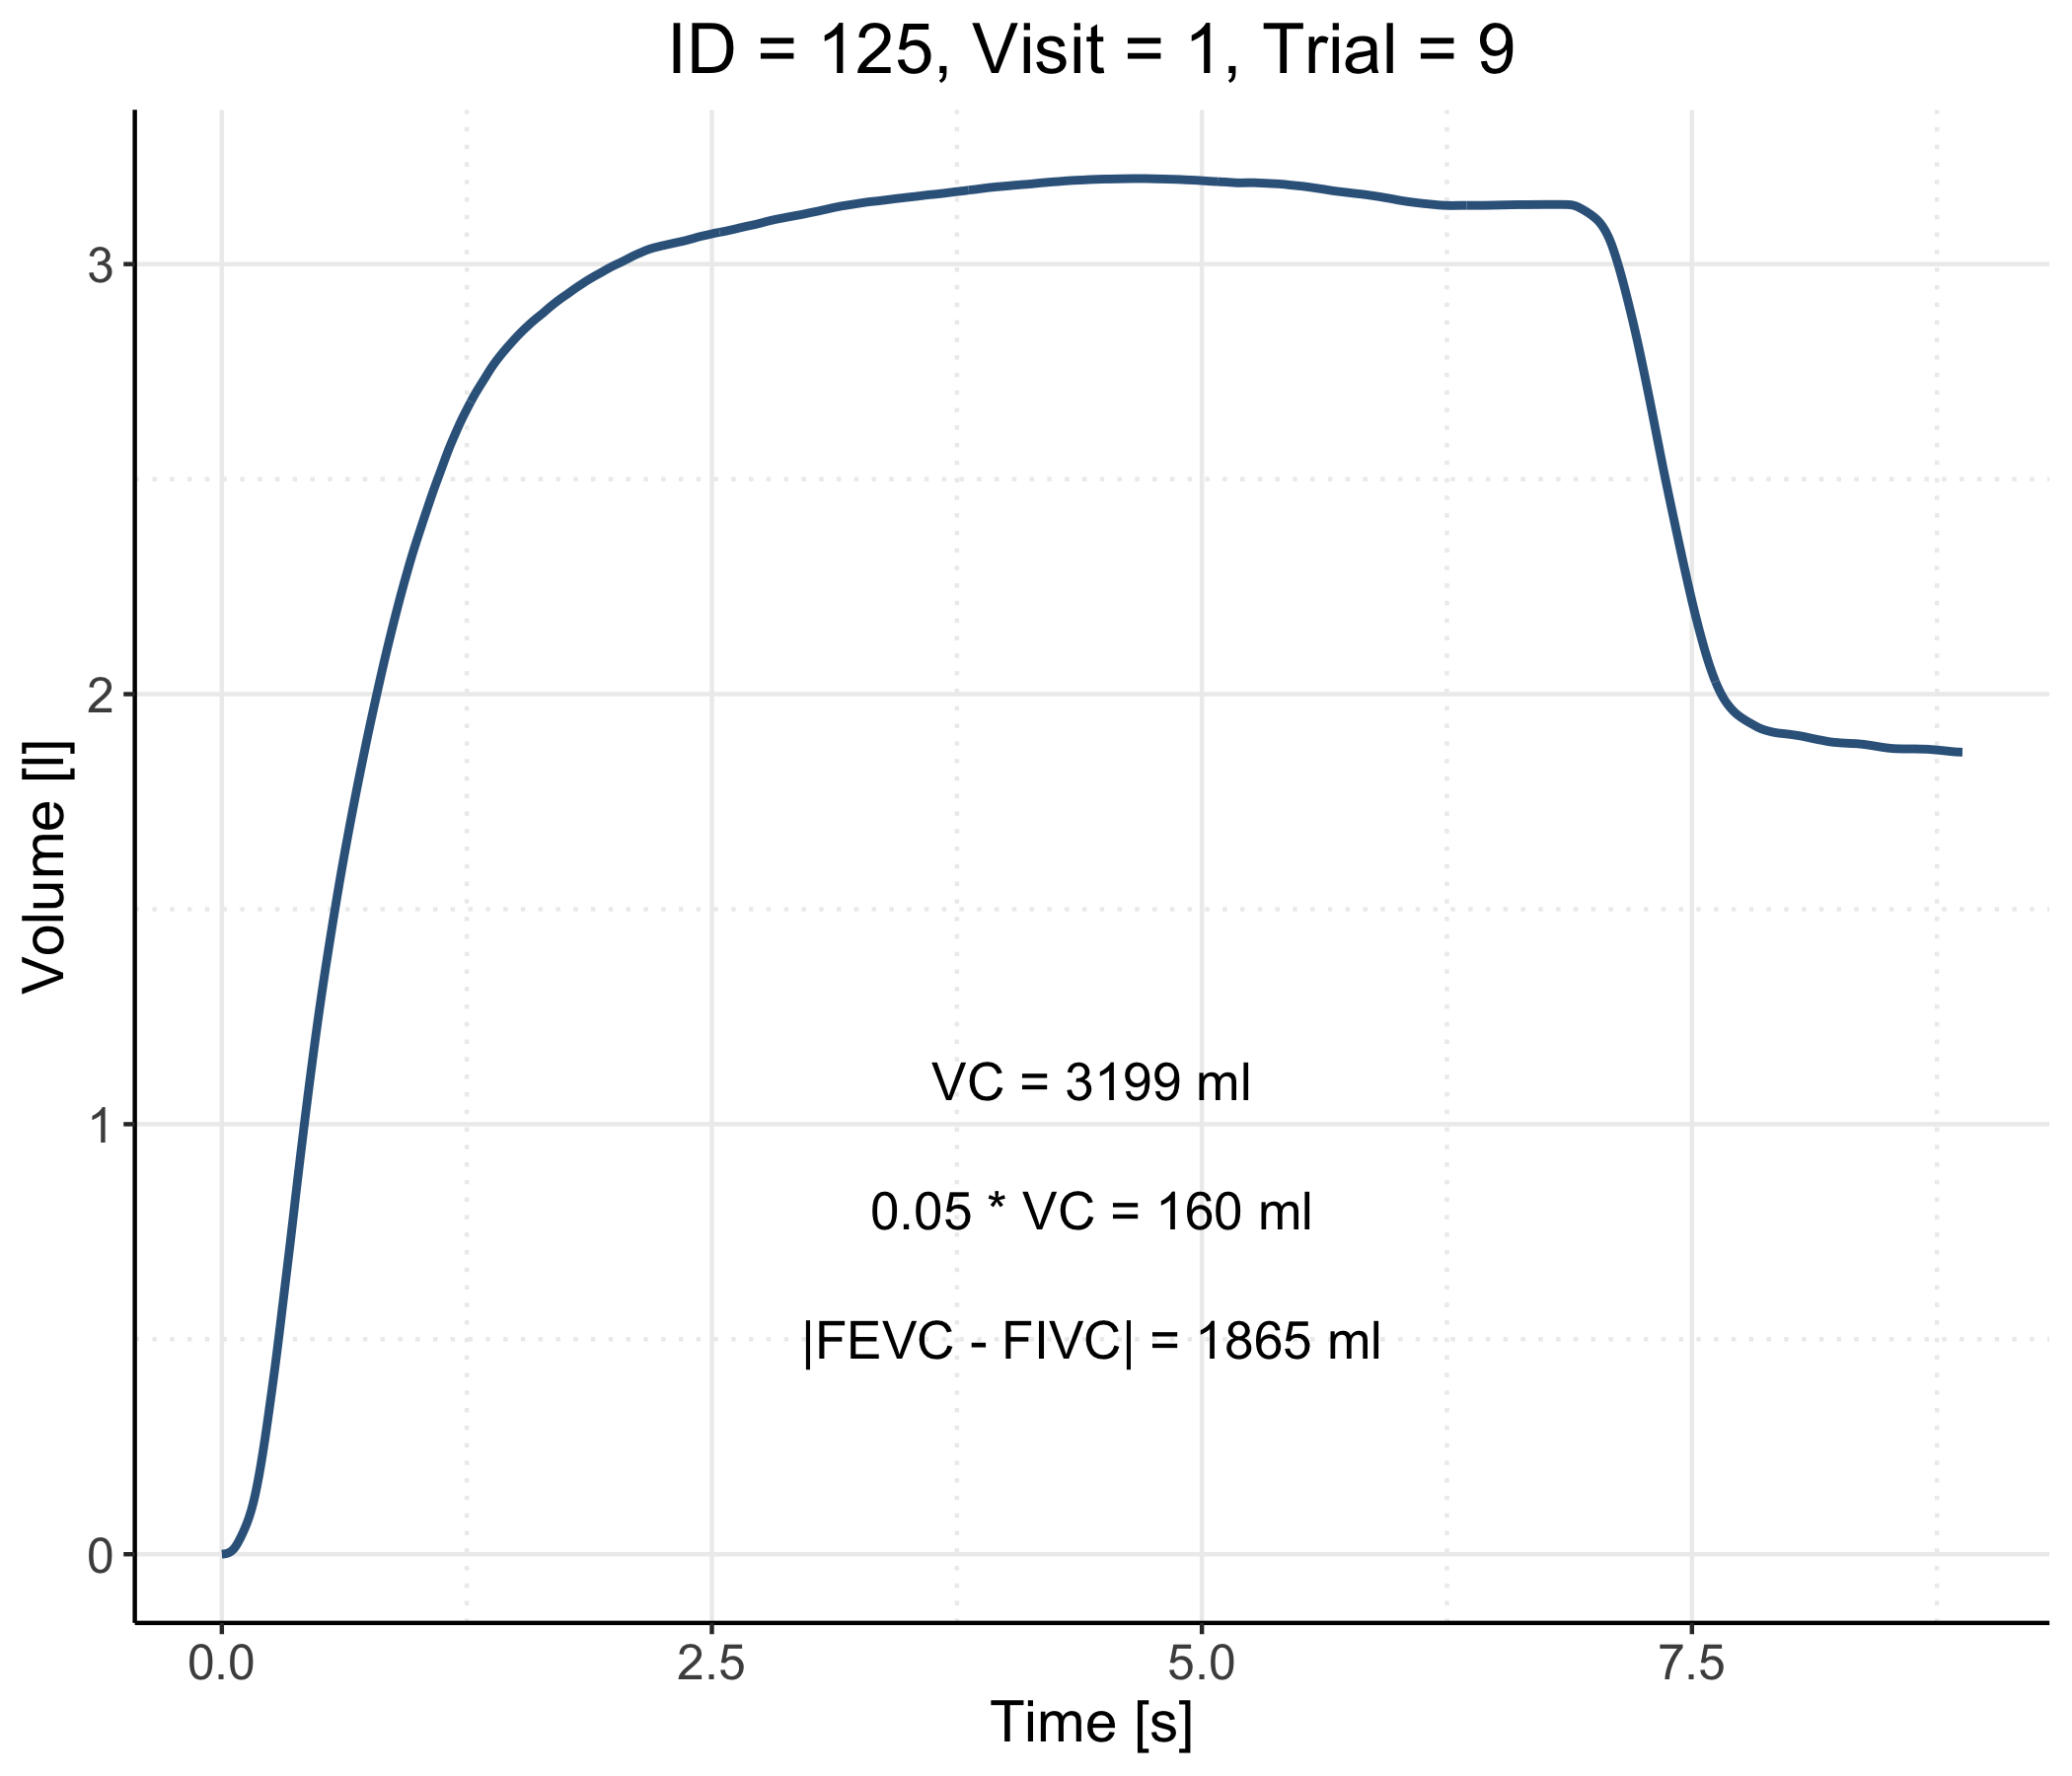 ID = 125, Visit = 1, Trial = 9
3
2
1
0
Volume [l]
VC = 3199 ml
0.05 * VC = 160 ml
|FEVC - FIVC| = 1865 ml
0.0 2.5 5.0 7.5
Time [s]